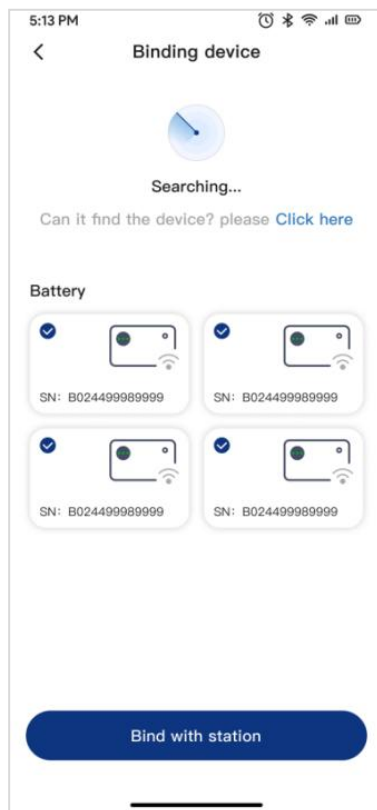 5:13 PM
Binding device
Searching...
Can it find the device? please Click here
Battery
SN: B024499989999
SN: B024499989999
SN: B024499989999
SN: B024499989999
Bind with station